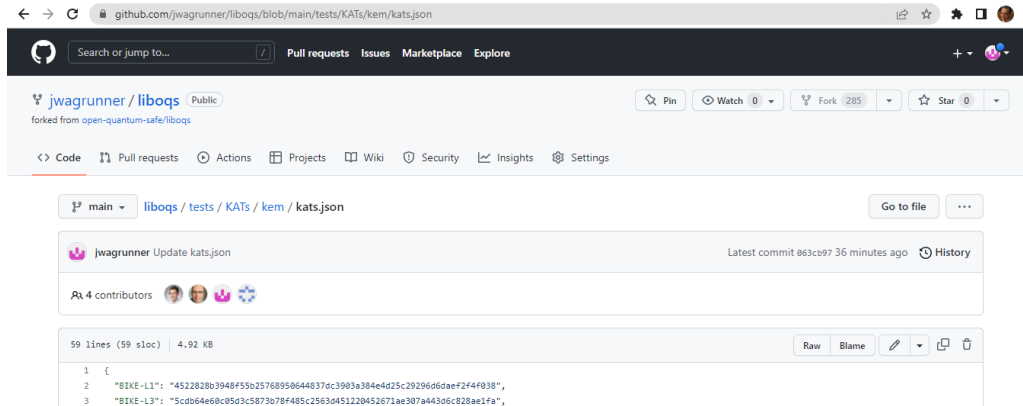 github.com/jwagrunner/liboqs/blob/main/tests/KATs/kem/kats.json
Search or jump to... / Pull requests Issues Marketplace Explore
jwagrunner / liboqs Public Pin Watch 0 Fork 285 Star 0
forked from open-quantum-safe/liboqs
Code Pull requests Actions Projects Wiki Security Insights Settings
main liboqs / tests / KATs / kem / kats.json Go to file ...
jwagrunner Update kats.json Latest commit 063cb97 36 minutes ago History
4 contributors
59 lines (59 sloc) 4.92 KB Raw Blame
1 {
2 "BIKE-L1": "4522828b3948f55b25768950644837dc3903a384e4d25c29296d6daef2f4f038",
3 "BIKE-L3": "5cdb64e60c05d3c5873b78f485c2563d451220452671ae307a443d6c828ae1fa",